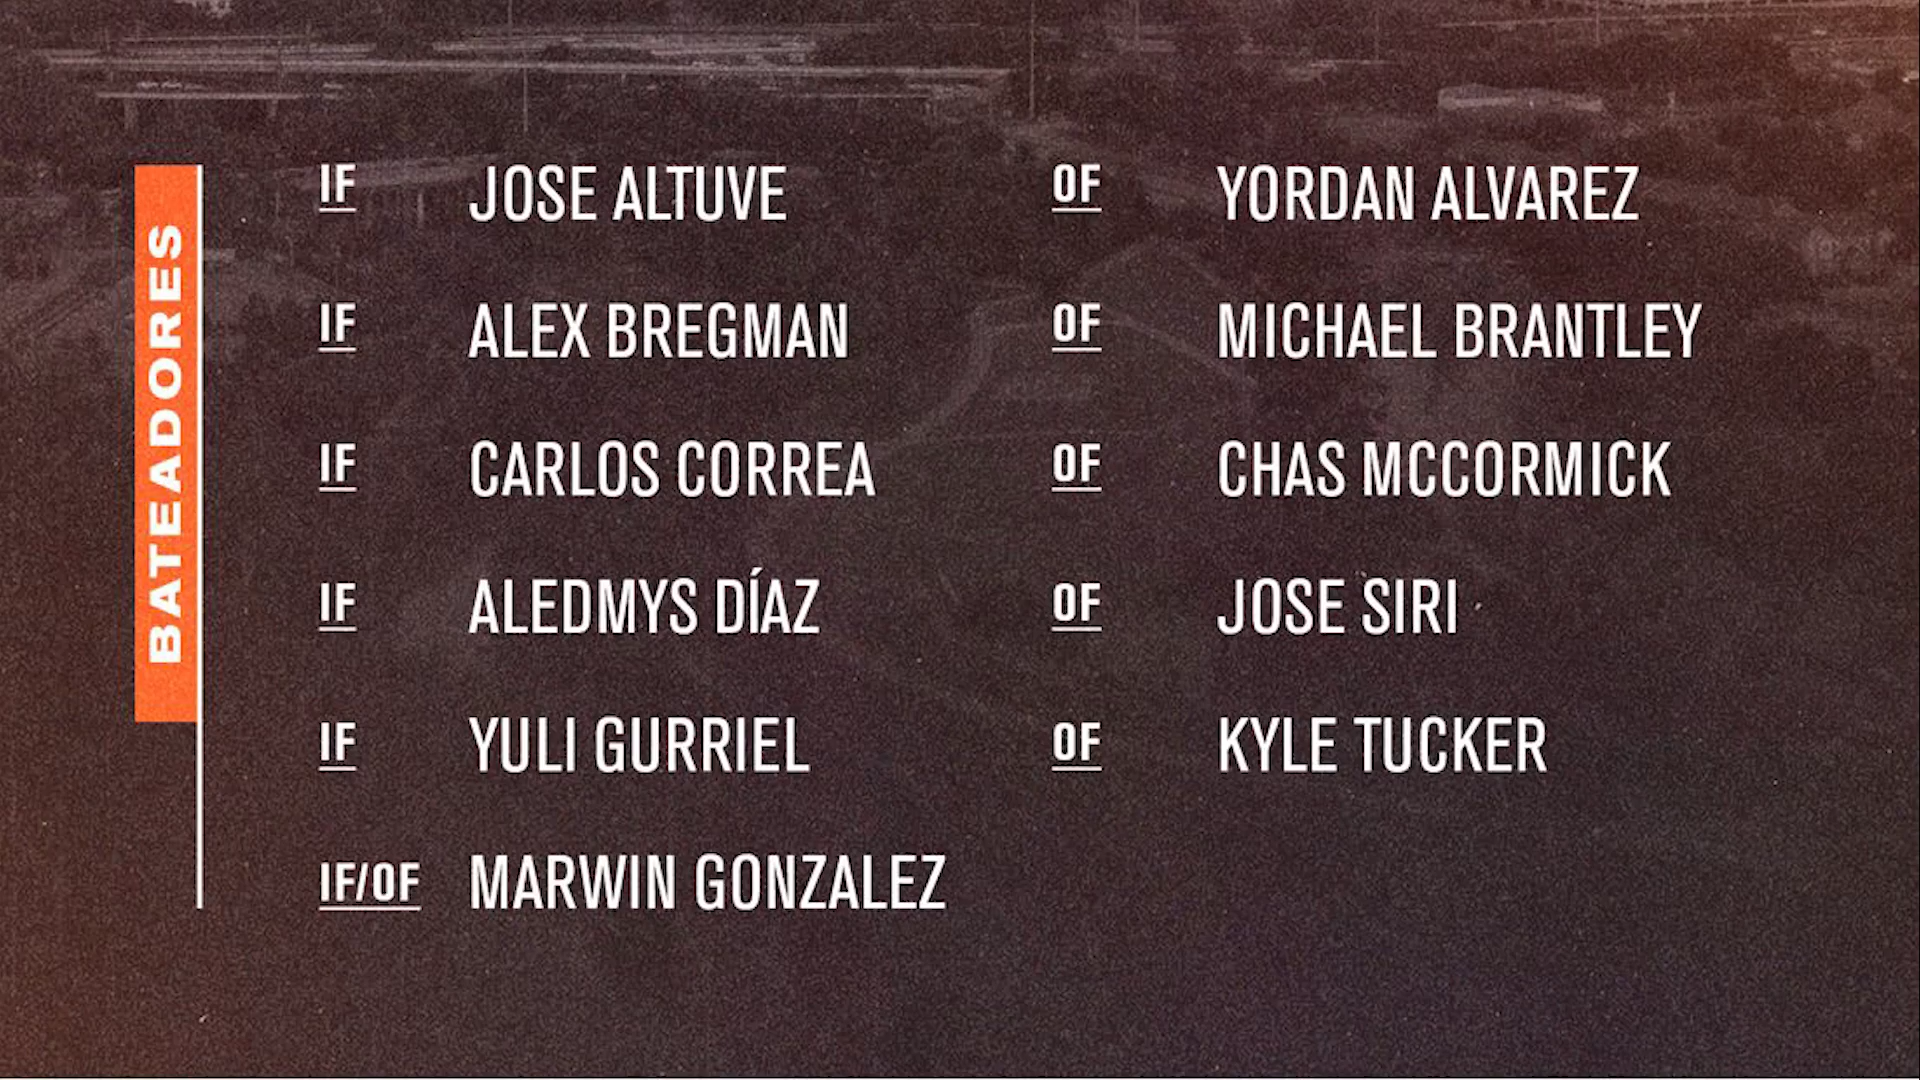 BATEADORES
IF JOSE ALTUVE
IF ALEX BREGMAN
IF CARLOS CORREA
IF ALEDMYS DÍAZ
IF YULI GURRIEL
IF/OF MARWIN GONZALEZ
OF YORDAN ALVAREZ
OF MICHAEL BRANTLEY
OF CHAS MCCORMICK
OF JOSE SIRI
OF KYLE TUCKER